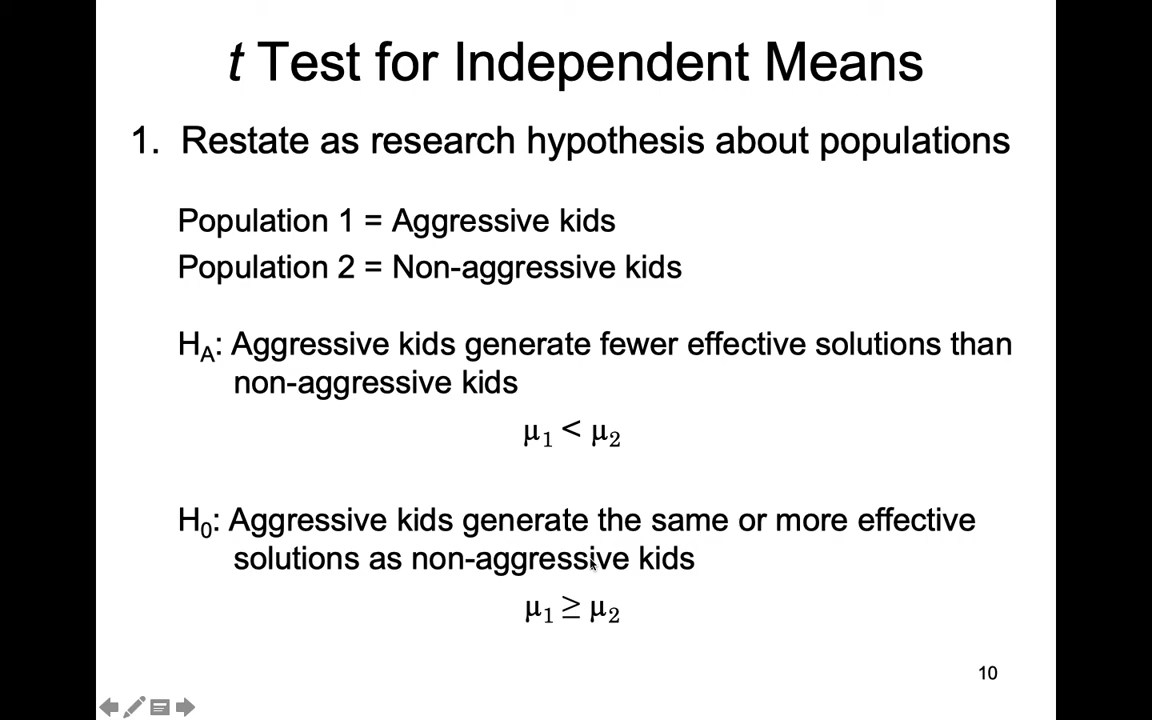 t Test for Independent Means
1. Restate as research hypothesis about populations
Population 1 = Aggressive kids
Population 2 = Non-aggressive kids
H_A: Aggressive kids generate fewer effective solutions than
non-aggressive kids
μ₁ < μ₂
H₀: Aggressive kids generate the same or more effective
solutions as non-aggressive kids
μ₁ ≥ μ₂
10